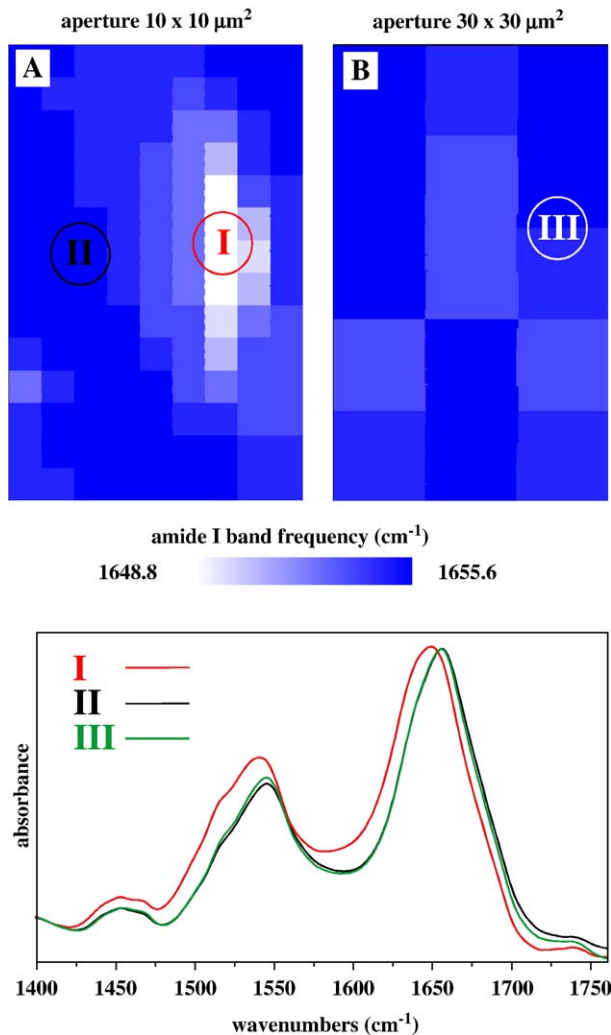 aperture 10 x 10 μm²
aperture 30 x 30 μm²
A
B
II
I
III
amide I band frequency (cm⁻¹)
1648.8
1655.6
I
II
III
absorbance
1400 1450 1500 1550 1600 1650 1700 1750
wavenumbers (cm⁻¹)